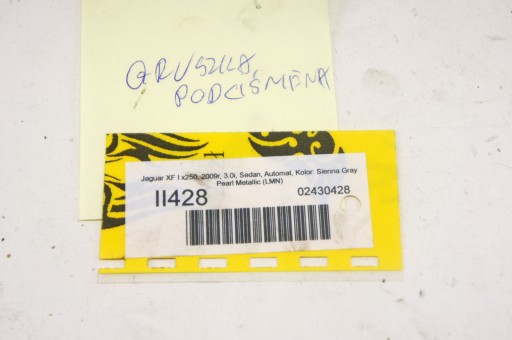 GRUSZKA
PODCIŚNIENIA
Jaguar XF I x250, 2009r, 3.0i, Sedan, Automat, Kolor: Sienna Gray
Pearl Metallic (LMN)
II428
02430428